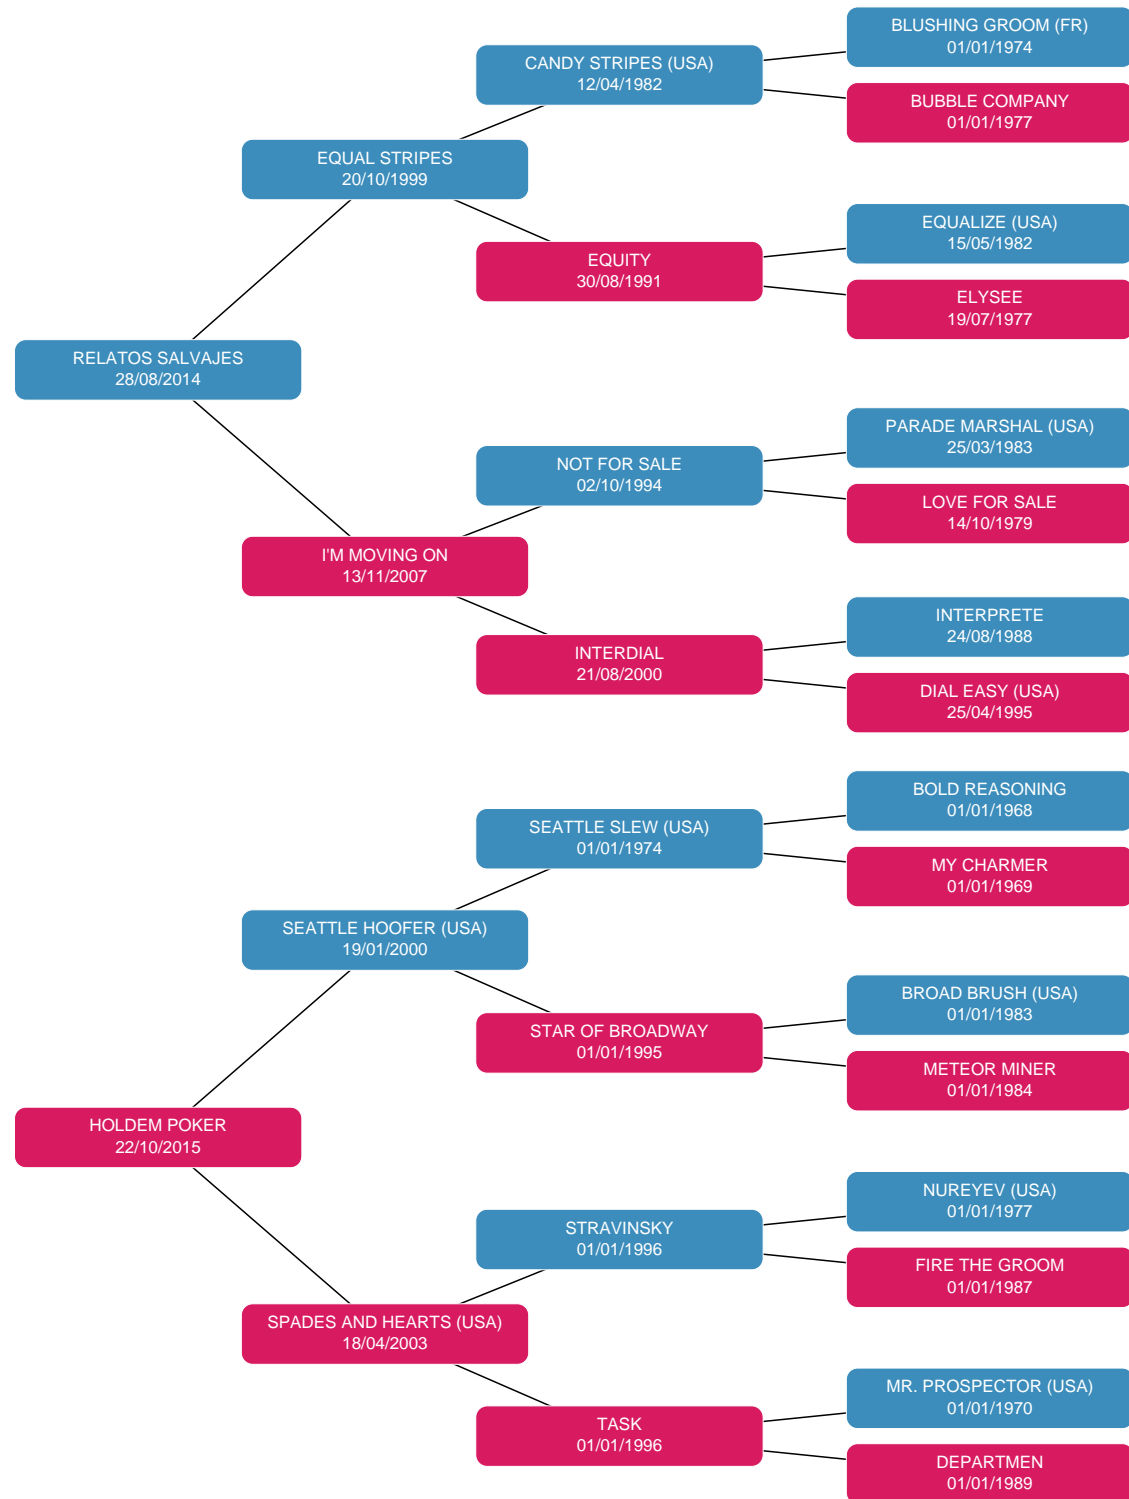 BLUSHING GROOM (FR)
01/01/1974
CANDY STRIPES (USA)
12/04/1982
BUBBLE COMPANY
01/01/1977
EQUAL STRIPES
20/10/1999
EQUALIZE (USA)
15/05/1982
EQUITY
30/08/1991
ELYSEE
19/07/1977
RELATOS SALVAJES
28/08/2014
PARADE MARSHAL (USA)
25/03/1983
NOT FOR SALE
02/10/1994
LOVE FOR SALE
14/10/1979
I'M MOVING ON
13/11/2007
INTERPRETE
24/08/1988
INTERDIAL
21/08/2000
DIAL EASY (USA)
25/04/1995
BOLD REASONING
01/01/1968
SEATTLE SLEW (USA)
01/01/1974
MY CHARMER
01/01/1969
SEATTLE HOOFER (USA)
19/01/2000
BROAD BRUSH (USA)
01/01/1983
STAR OF BROADWAY
01/01/1995
METEOR MINER
01/01/1984
HOLDEM POKER
22/10/2015
NUREYEV (USA)
01/01/1977
STRAVINSKY
01/01/1996
FIRE THE GROOM
01/01/1987
SPADES AND HEARTS (USA)
18/04/2003
MR. PROSPECTOR (USA)
01/01/1970
TASK
01/01/1996
DEPARTMEN
01/01/1989